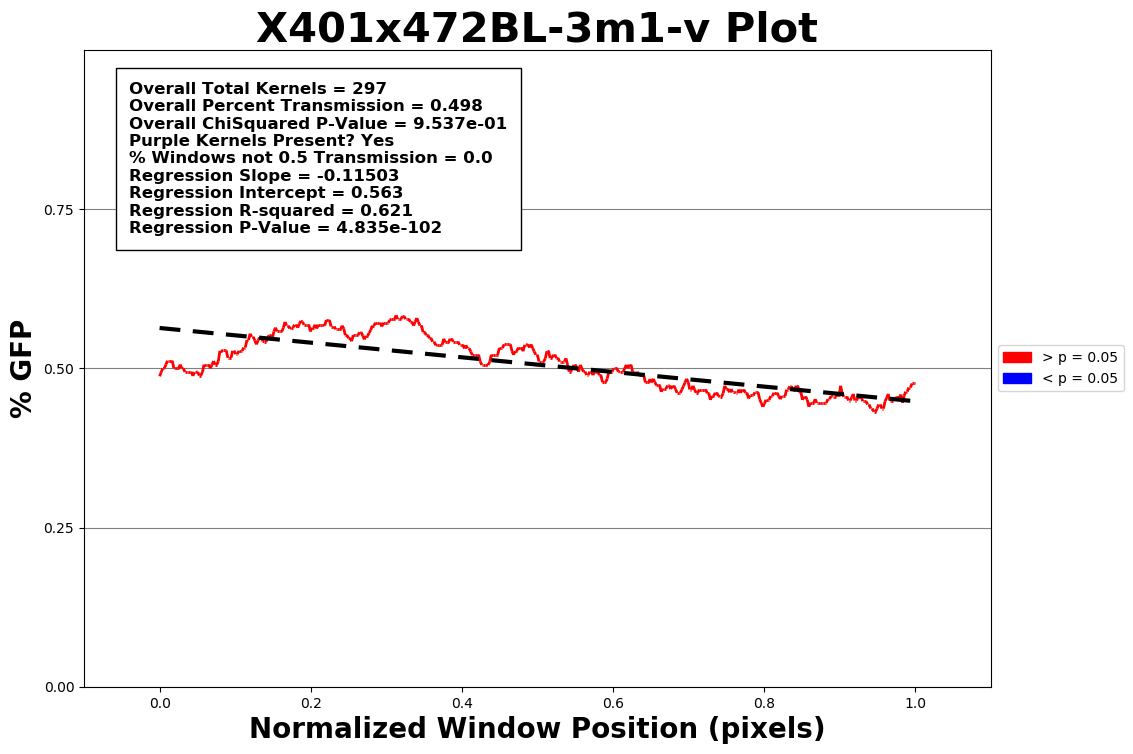 X401x472BL-3m1-v Plot
Overall Total Kernels = 297
Overall Percent Transmission = 0.498
Overall ChiSquared P-Value = 9.537e-01
Purple Kernels Present? Yes
% Windows not 0.5 Transmission = 0.0
Regression Slope = -0.11503
Regression Intercept = 0.563
Regression R-squared = 0.621
Regression P-Value = 4.835e-102
% GFP
0.75
0.50
0.25
0.00
0.0 0.2 0.4 0.6 0.8 1.0
Normalized Window Position (pixels)
> p = 0.05
< p = 0.05